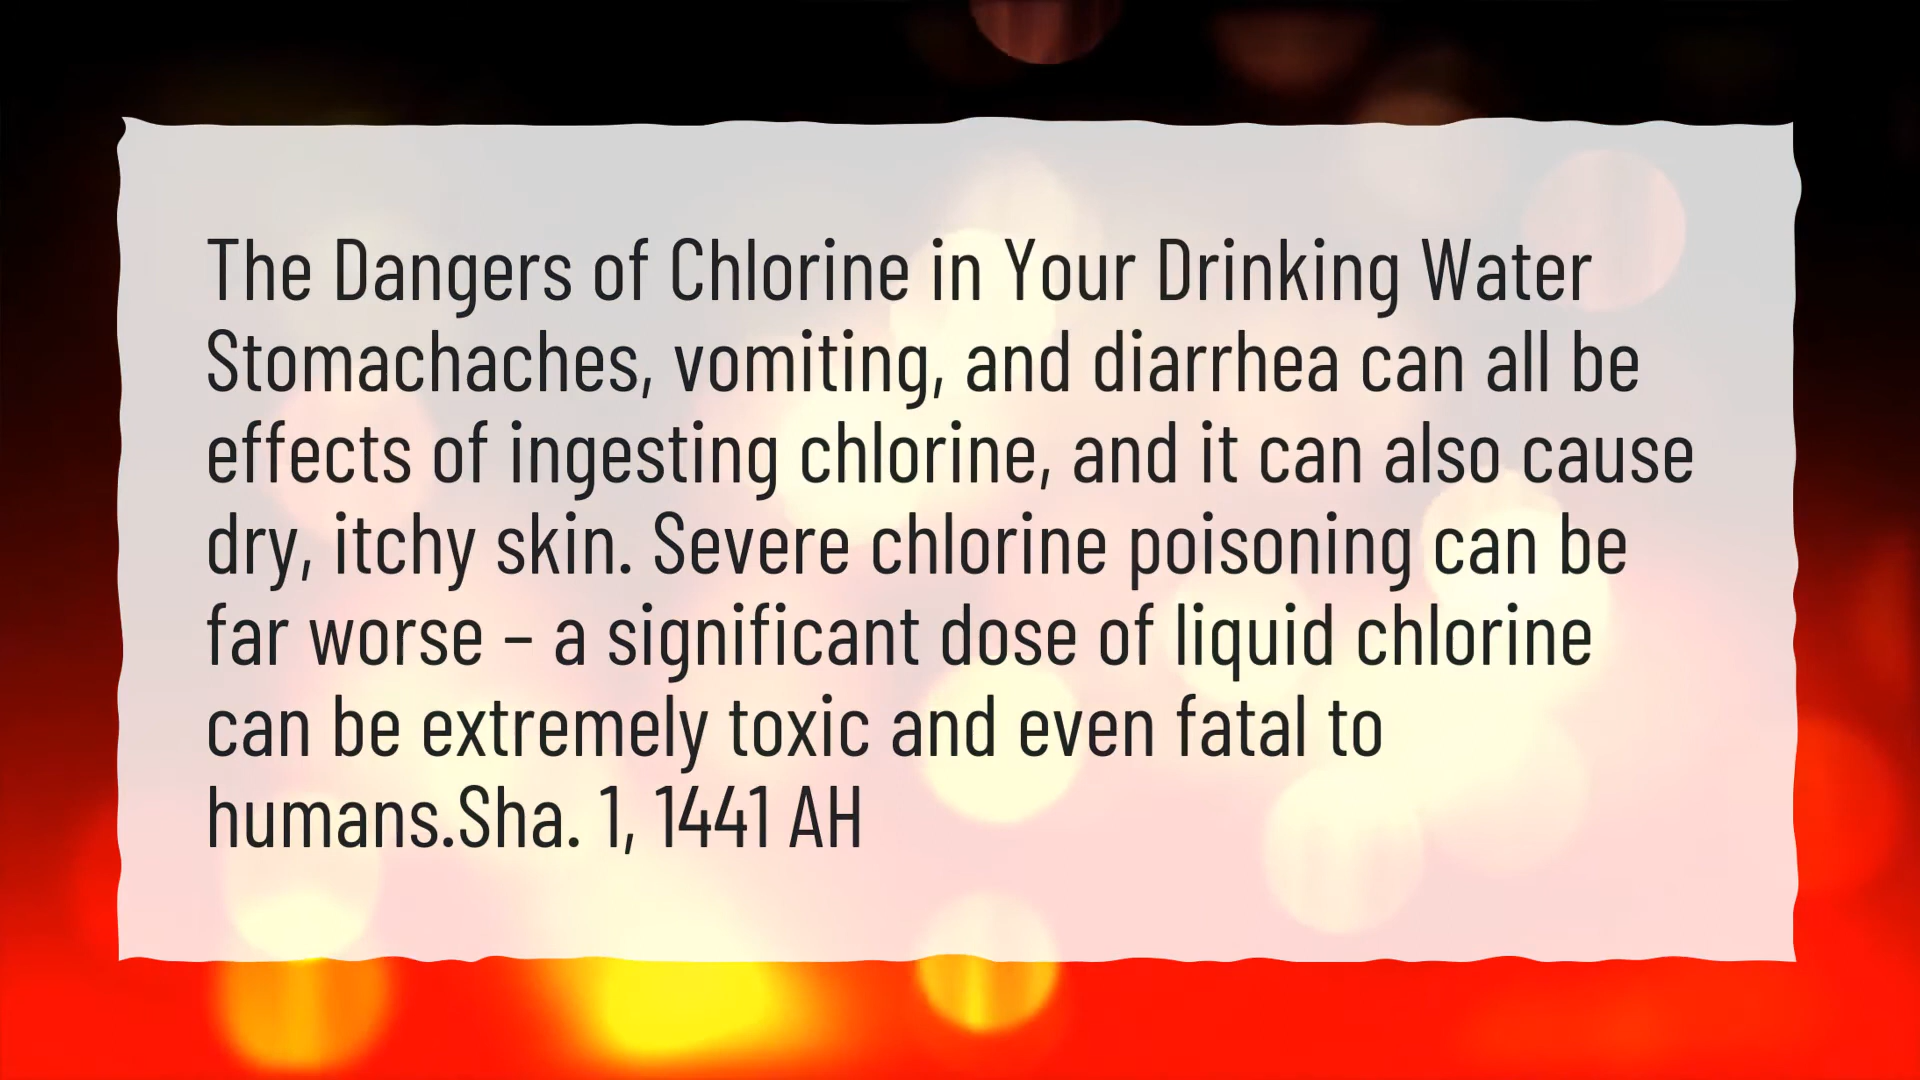 The Dangers of Chlorine in Your Drinking Water
Stomachaches, vomiting, and diarrhea can all be
effects of ingesting chlorine, and it can also cause
dry, itchy skin. Severe chlorine poisoning can be
far worse – a significant dose of liquid chlorine
can be extremely toxic and even fatal to
humans.Sha. 1, 1441 AH